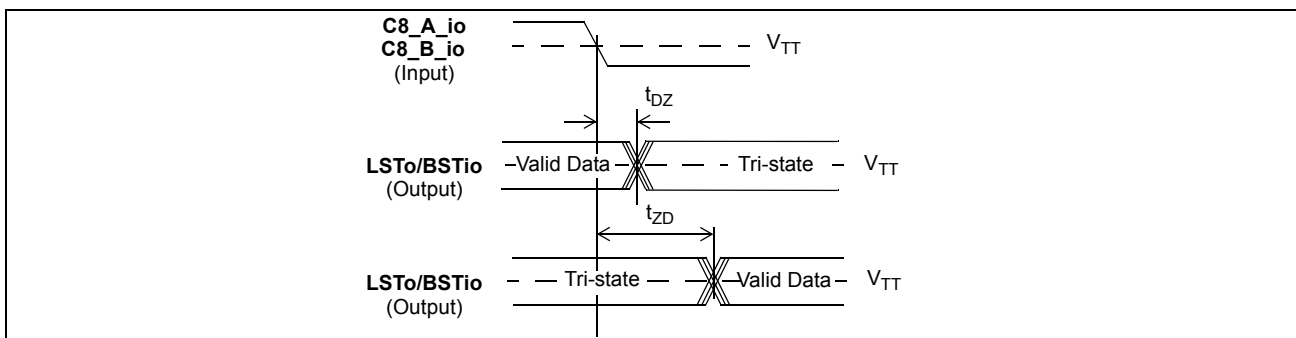 C8_A_io
C8_B_io
(Input)
VTT
tDZ
LSTo/BSTio
(Output)
Valid Data
Tri-state
VTT
tZD
LSTo/BSTio
(Output)
Tri-state
Valid Data
VTT